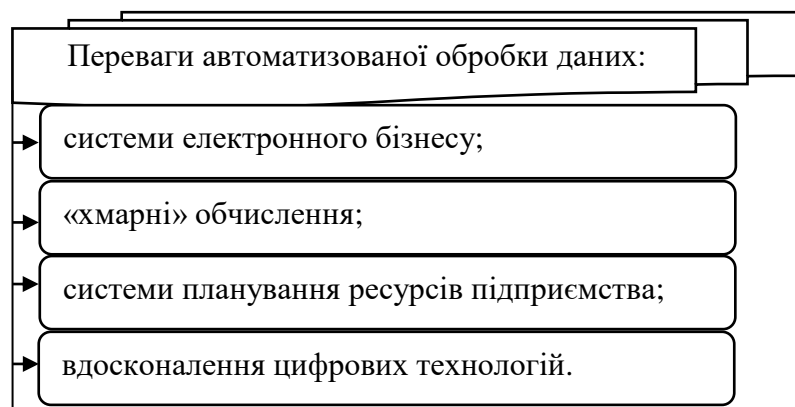 Переваги автоматизованої обробки даних:
системи електронного бізнесу;
«хмарні» обчислення;
системи планування ресурсів підприємства;
вдосконалення цифрових технологій.